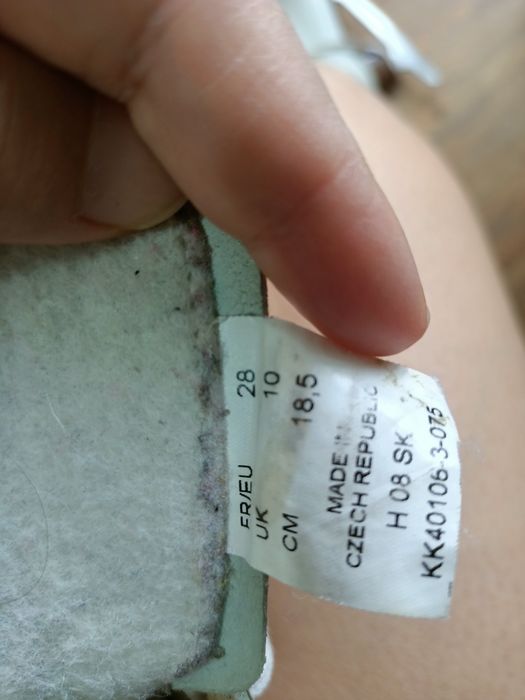 FR/EU 28
UK 10
CM 18,5
MADE IN
CZECH REPUBLIC
H 08 SK
KK40106-3-075